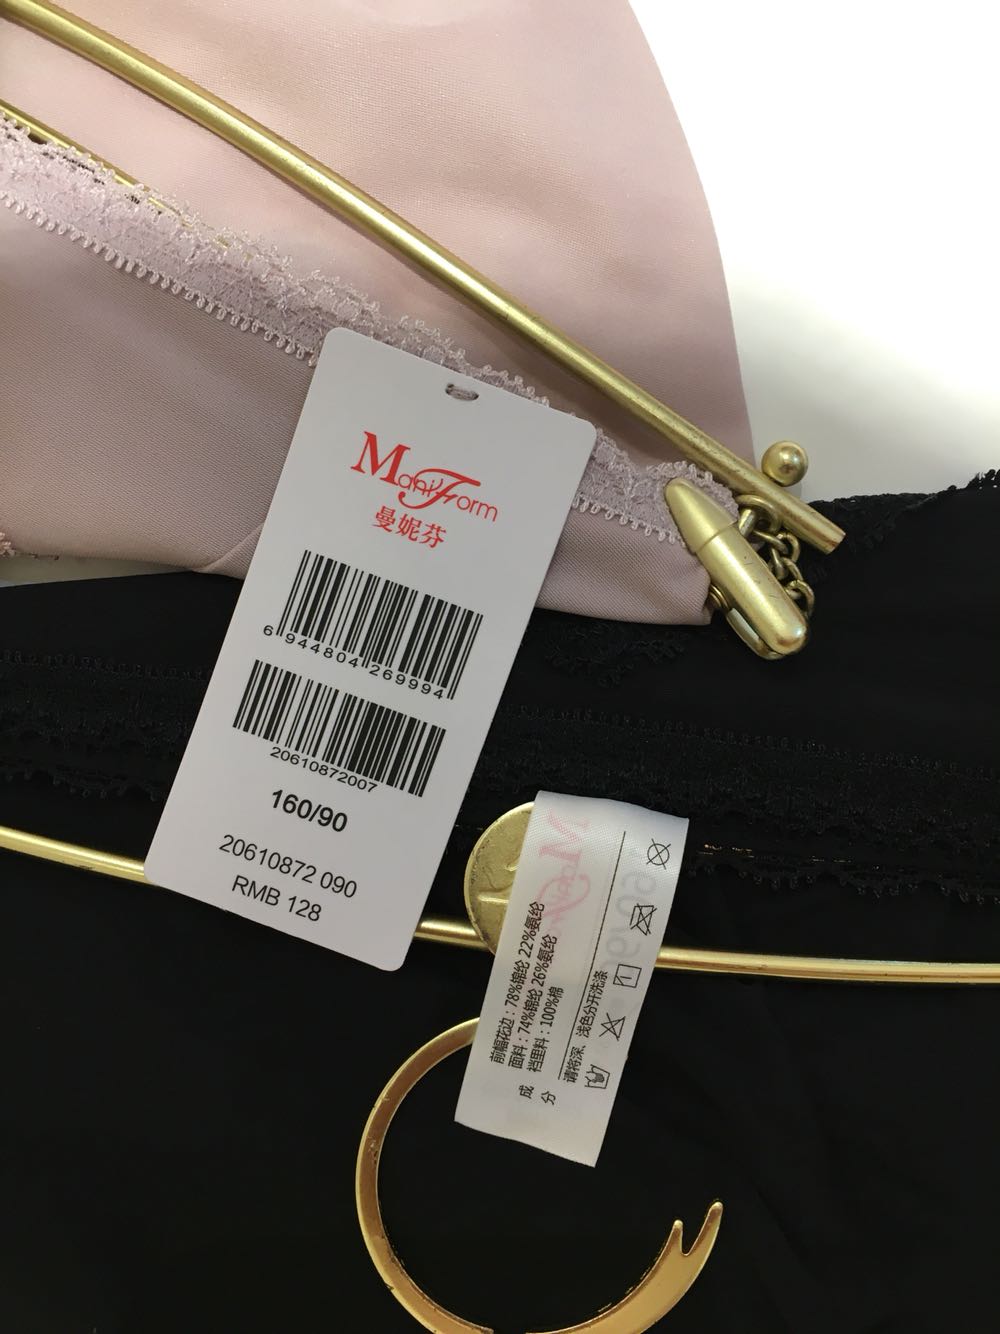 ManiForm
曼妮芬
6 944804 269994
20610872007
160/90
20610872 090
RMB 128
成分
前幅花边：78%锦纶 22%氨纶
面料：74%锦纶 26%氨纶
裆里料：100%棉
请将深、浅色分开洗涤